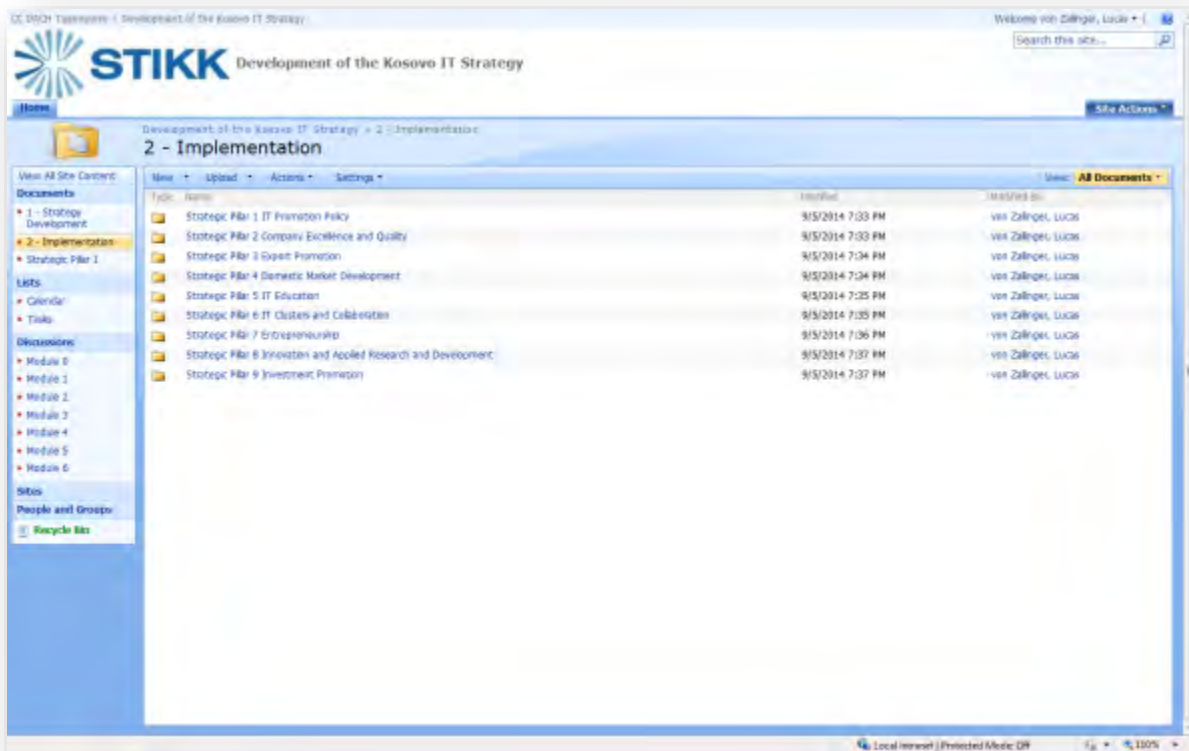 CC DACH / Development of the Kosovo IT Strategy
Welcome von Zallinger, Lucas
Search this site...
STIKK Development of the Kosovo IT Strategy
Home
Site Actions
Development of the Kosovo IT Strategy > 2 - Implementation
2 - Implementation
View All Site Content
Documents
1 - Strategy
Development
2 - Implementation
Strategic Pillar 1
Lists
Calendar
Tasks
Discussions
Module 0
Module 1
Module 2
Module 3
Module 4
Module 5
Module 6
Sites
People and Groups
Recycle Bin
New Upload Actions Settings View: All Documents
Type Name Modified Modified By
Strategic Pillar 1 IT Promotion Policy 9/5/2014 7:33 PM von Zallinger, Lucas
Strategic Pillar 2 Company Excellence and Quality 9/5/2014 7:33 PM von Zallinger, Lucas
Strategic Pillar 3 Export Promotion 9/5/2014 7:34 PM von Zallinger, Lucas
Strategic Pillar 4 Domestic Market Development 9/5/2014 7:34 PM von Zallinger, Lucas
Strategic Pillar 5 IT Education 9/5/2014 7:35 PM von Zallinger, Lucas
Strategic Pillar 6 IT Clusters and Collaboration 9/5/2014 7:35 PM von Zallinger, Lucas
Strategic Pillar 7 Entrepreneurship 9/5/2014 7:36 PM von Zallinger, Lucas
Strategic Pillar 8 Innovation and Applied Research and Development 9/5/2014 7:37 PM von Zallinger, Lucas
Strategic Pillar 9 Investment Promotion 9/5/2014 7:37 PM von Zallinger, Lucas
Local intranet | Protected Mode: Off 100%